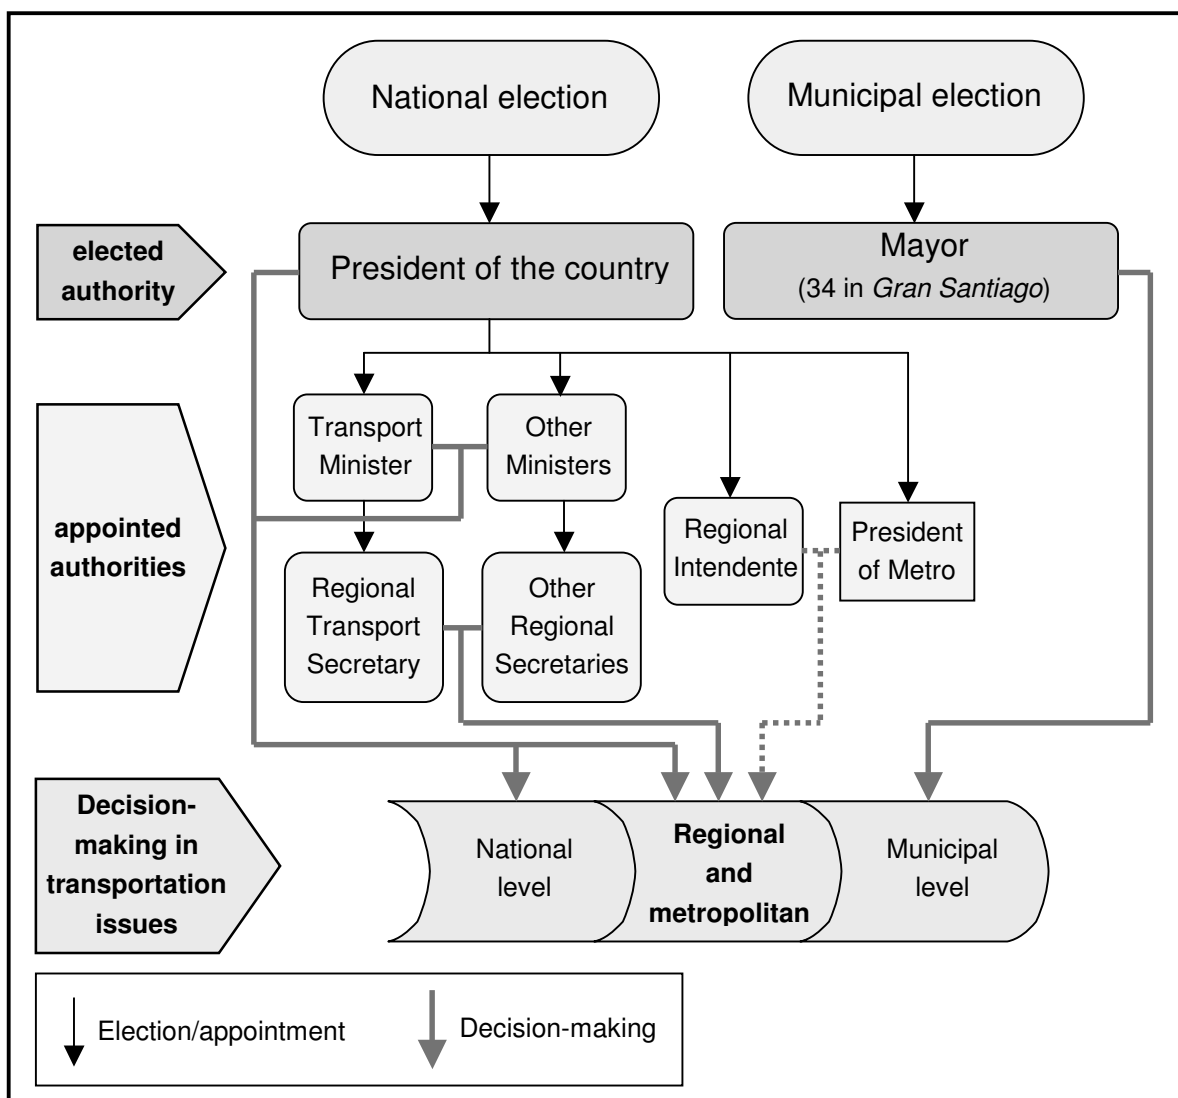 National election
Municipal election
elected
authority
President of the country
Mayor
(34 in Gran Santiago)
appointed
authorities
Transport
Minister
Other
Ministers
Regional
Intendente
President
of Metro
Regional
Transport
Secretary
Other
Regional
Secretaries
Decision-
making in
transportation
issues
National
level
Regional
and
metropolitan
Municipal
level
Election/appointment
Decision-making